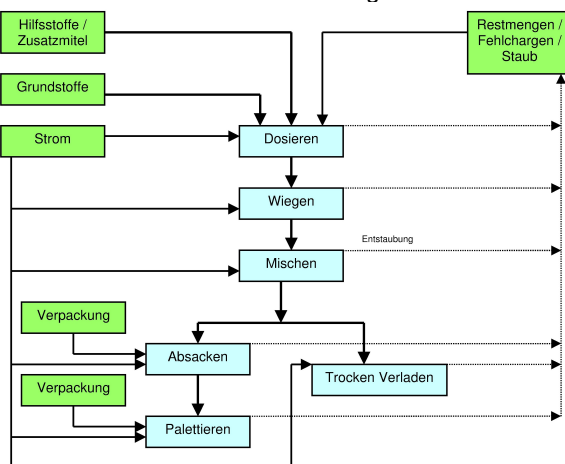 Hilfsstoffe /
Zusatzmitel
Restmengen /
Fehlchargen /
Staub
Grundstoffe
Strom
Dosieren
Wiegen
Entstaubung
Mischen
Verpackung
Absacken
Trocken Verladen
Verpackung
Palettieren